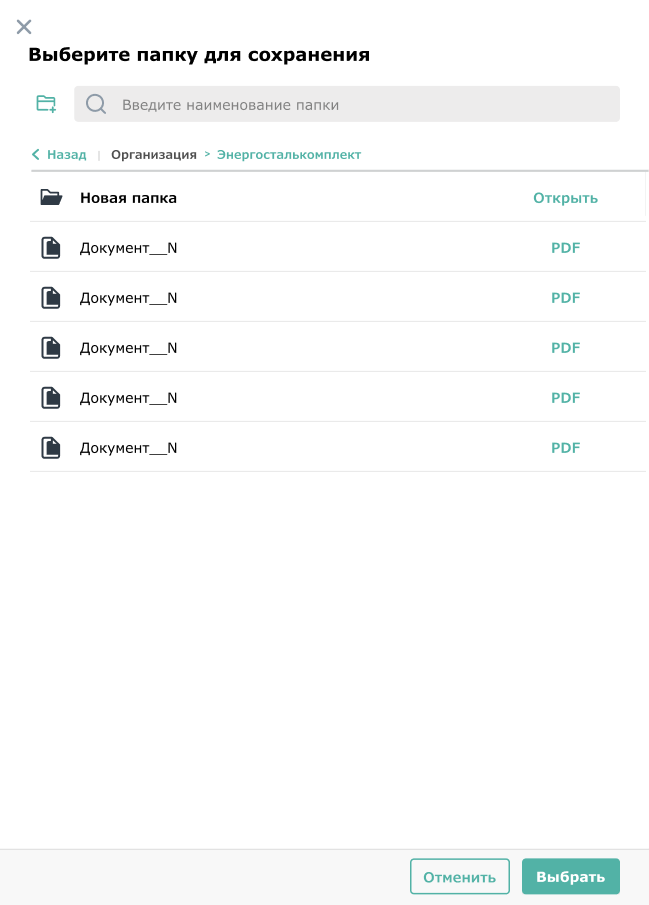 Выберите папку для сохранения
Введите наименование папки
Назад | Организация > Энергосталькомплект
Новая папка Открыть
Документ__N PDF
Документ__N PDF
Документ__N PDF
Документ__N PDF
Документ__N PDF
Отменить Выбрать